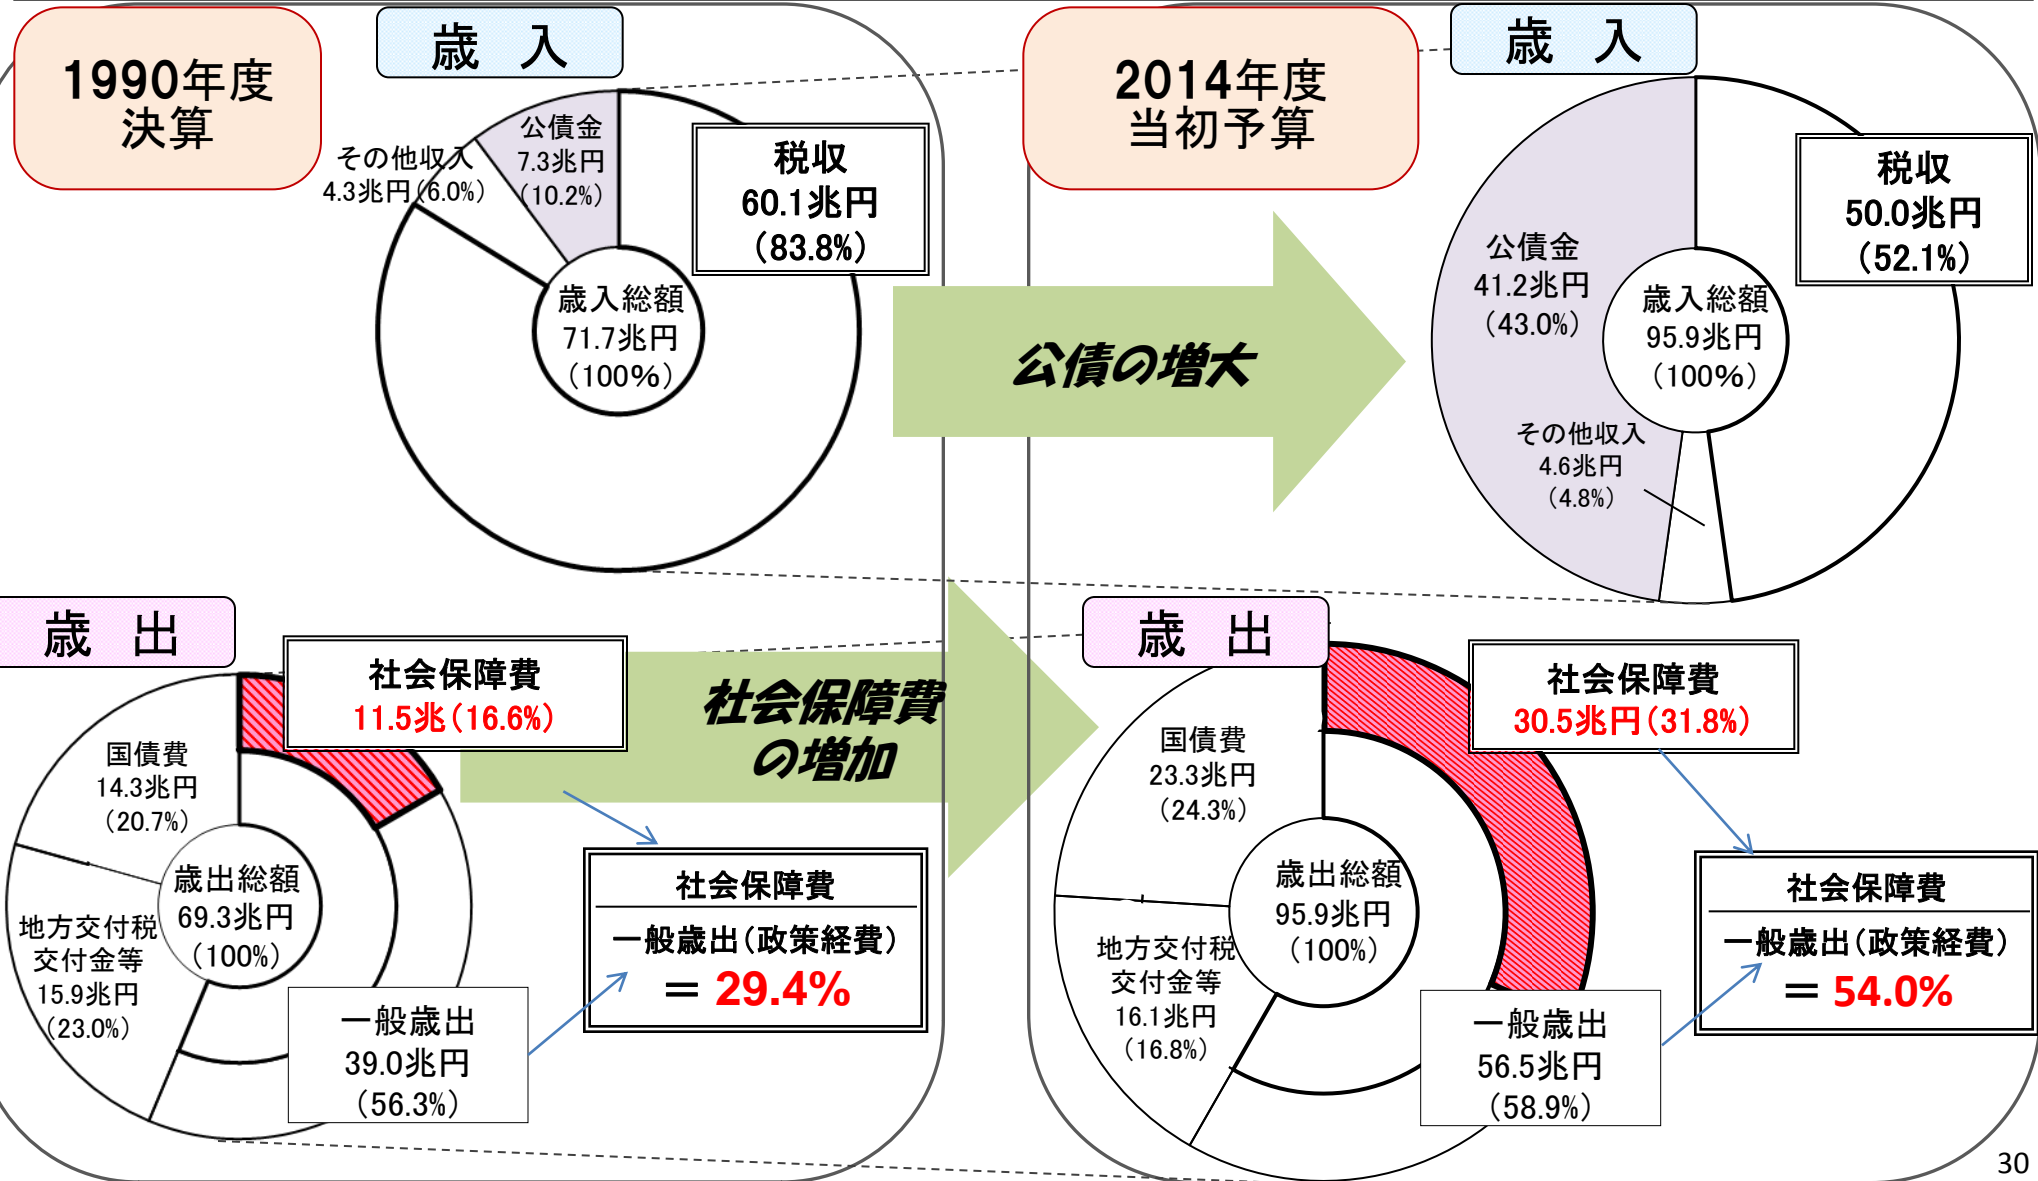 1990年度
決算
歳 入
公債金
7.3兆円
(10.2%)
その他収入
4.3兆円(6.0%)
税収
60.1兆円
(83.8%)
歳入総額
71.7兆円
(100%)
公債の増大
2014年度
当初予算
歳 入
税収
50.0兆円
(52.1%)
公債金
41.2兆円
(43.0%)
歳入総額
95.9兆円
(100%)
その他収入
4.6兆円
(4.8%)
歳 出
社会保障費
11.5兆(16.6%)
国債費
14.3兆円
(20.7%)
歳出総額
69.3兆円
(100%)
地方交付税
交付金等
15.9兆円
(23.0%)
一般歳出
39.0兆円
(56.3%)
社会保障費
一般歳出(政策経費)
= 29.4%
社会保障費
の増加
歳 出
社会保障費
30.5兆円(31.8%)
国債費
23.3兆円
(24.3%)
歳出総額
95.9兆円
(100%)
地方交付税
交付金等
16.1兆円
(16.8%)
一般歳出
56.5兆円
(58.9%)
社会保障費
一般歳出(政策経費)
= 54.0%
30